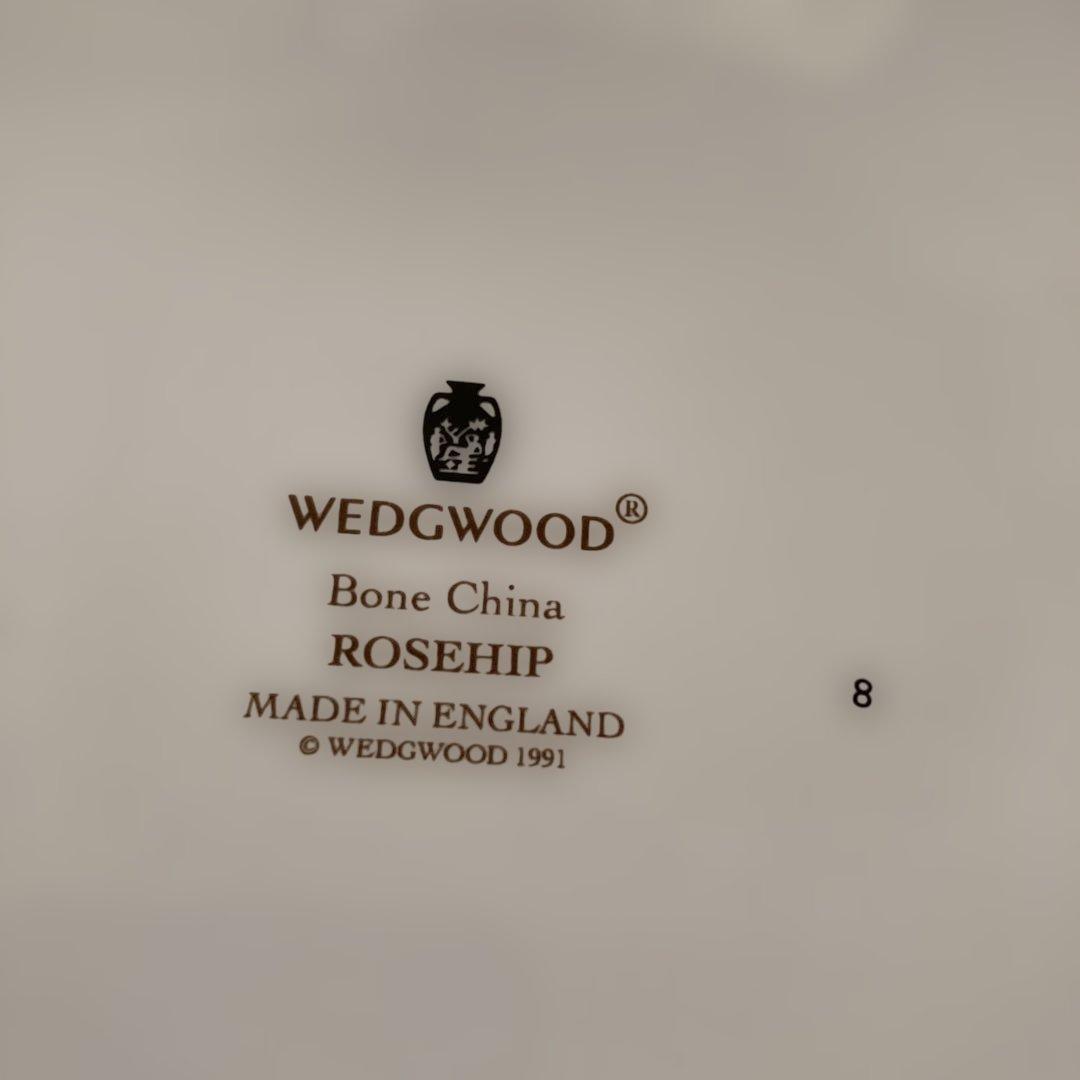 WEDGWOOD®
Bone China
ROSEHIP
MADE IN ENGLAND
© WEDGWOOD 1991
8